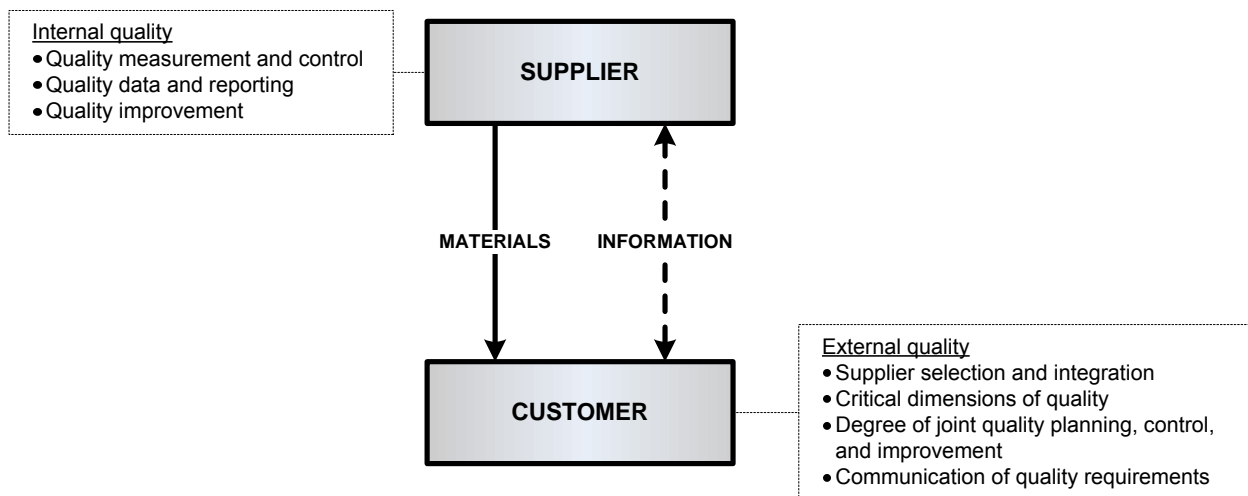 Internal quality
•Quality measurement and control
•Quality data and reporting
•Quality improvement
SUPPLIER
MATERIALS
INFORMATION
CUSTOMER
External quality
•Supplier selection and integration
•Critical dimensions of quality
•Degree of joint quality planning, control,
and improvement
•Communication of quality requirements